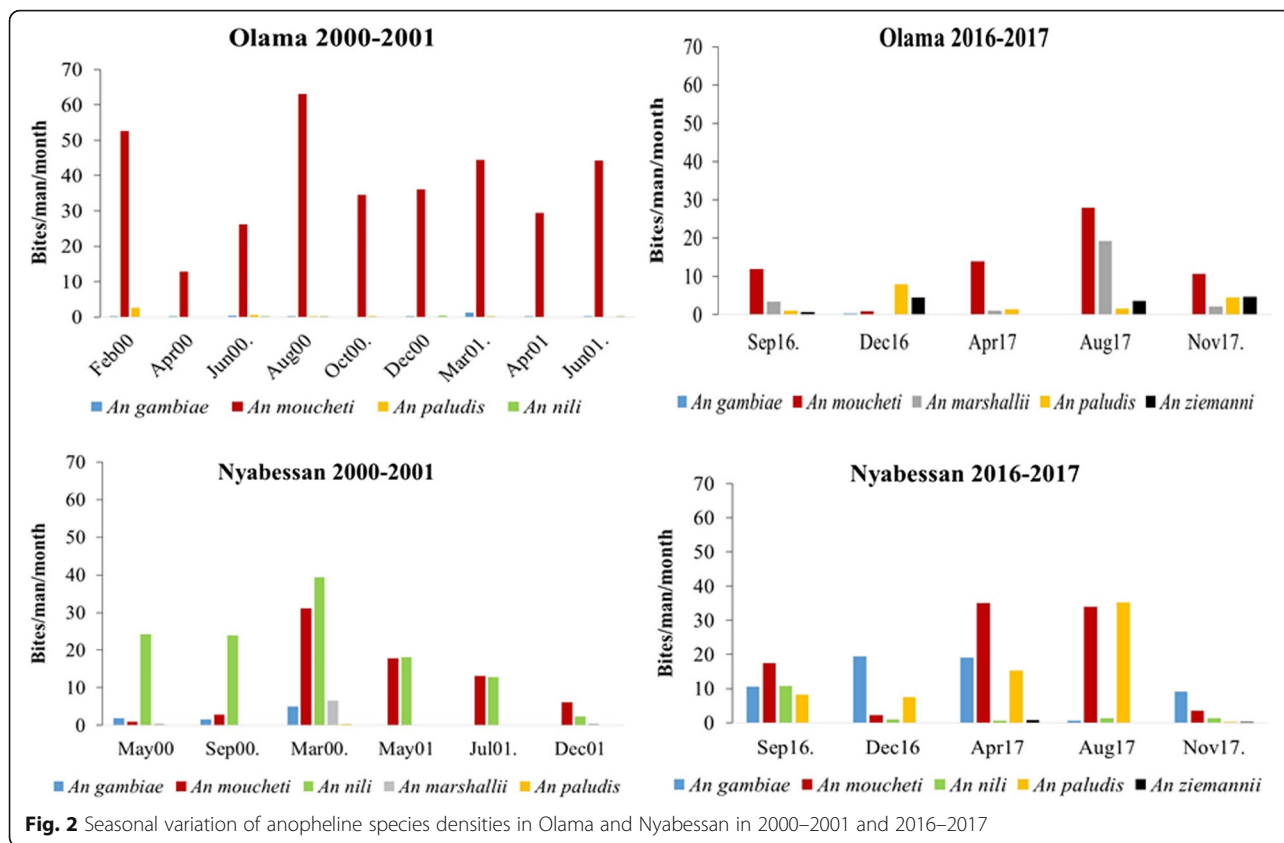 Olama 2000-2001
Bites/man/month
70
60
50
40
30
20
10
0
Feb00
Apr00
Jun00.
Aug00
Oct00.
Dec00
Mar01.
Apr01
Jun01.
An gambiae
An moucheti
An paludis
An nili
Olama 2016-2017
Bites/man/month
70
60
50
40
30
20
10
0
Sep16.
Dec16
Apr17
Aug17
Nov17.
An gambiae
An moucheti
An marshallii
An paludis
An ziemanni
Nyabessan 2000-2001
Bites/man/month
70
60
50
40
30
20
10
0
May00
Sep00.
Mar00.
May01
Jul01.
Dec01
An gambiae
An moucheti
An nili
An marshallii
An paludis
Nyabessan 2016-2017
Bites/man/month
70
60
50
40
30
20
10
0
Sep16.
Dec16
Apr17
Aug17
Nov17.
An gambiae
An moucheti
An nili
An paludis
An ziemannii
Fig. 2 Seasonal variation of anopheline species densities in Olama and Nyabessan in 2000–2001 and 2016–2017